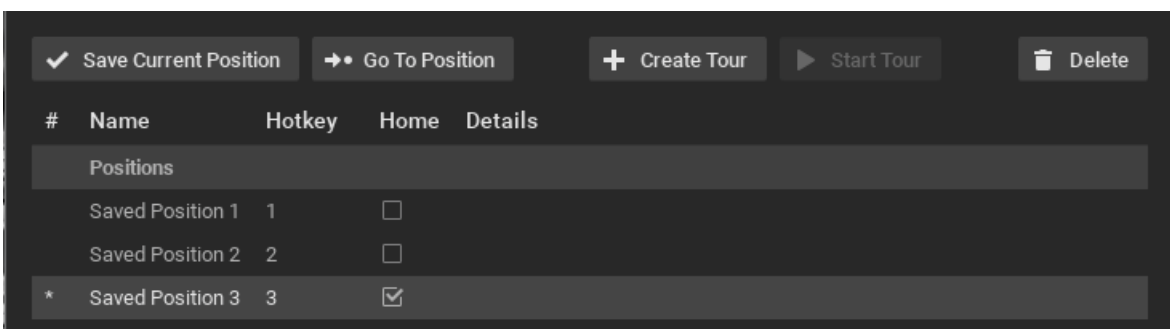 Save Current Position Go To Position Create Tour Start Tour Delete
# Name Hotkey Home Details
Positions
Saved Position 1 1
Saved Position 2 2
* Saved Position 3 3